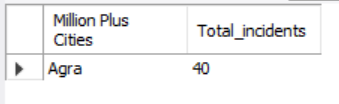 Million Plus
Cities
Total_incidents
Agra
40